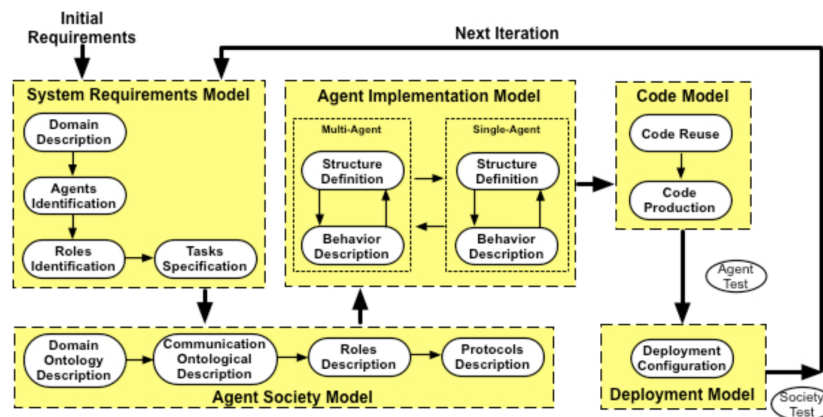 Initial
Requirements
Next Iteration
System Requirements Model
Domain
Description
Agents
Identification
Roles
Identification
Tasks
Specification
Agent Implementation Model
Multi-Agent
Structure
Definition
Behavior
Description
Single-Agent
Structure
Definition
Behavior
Description
Code Model
Code Reuse
Code
Production
Agent
Test
Domain
Ontology
Description
Communication
Ontological
Description
Roles
Description
Protocols
Description
Agent Society Model
Deployment
Configuration
Deployment Model
Society
Test